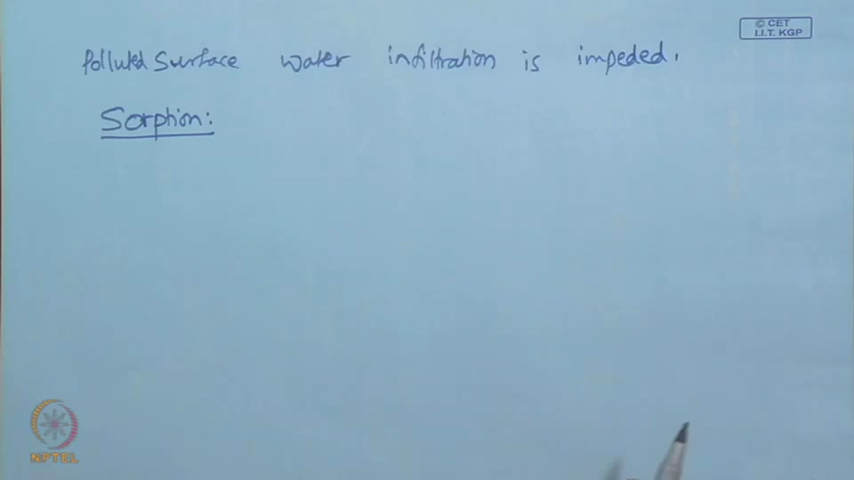 © CET
I.I.T. KGP
Polluted Surface water infiltration is impeded.
Sorption:
NPTEL